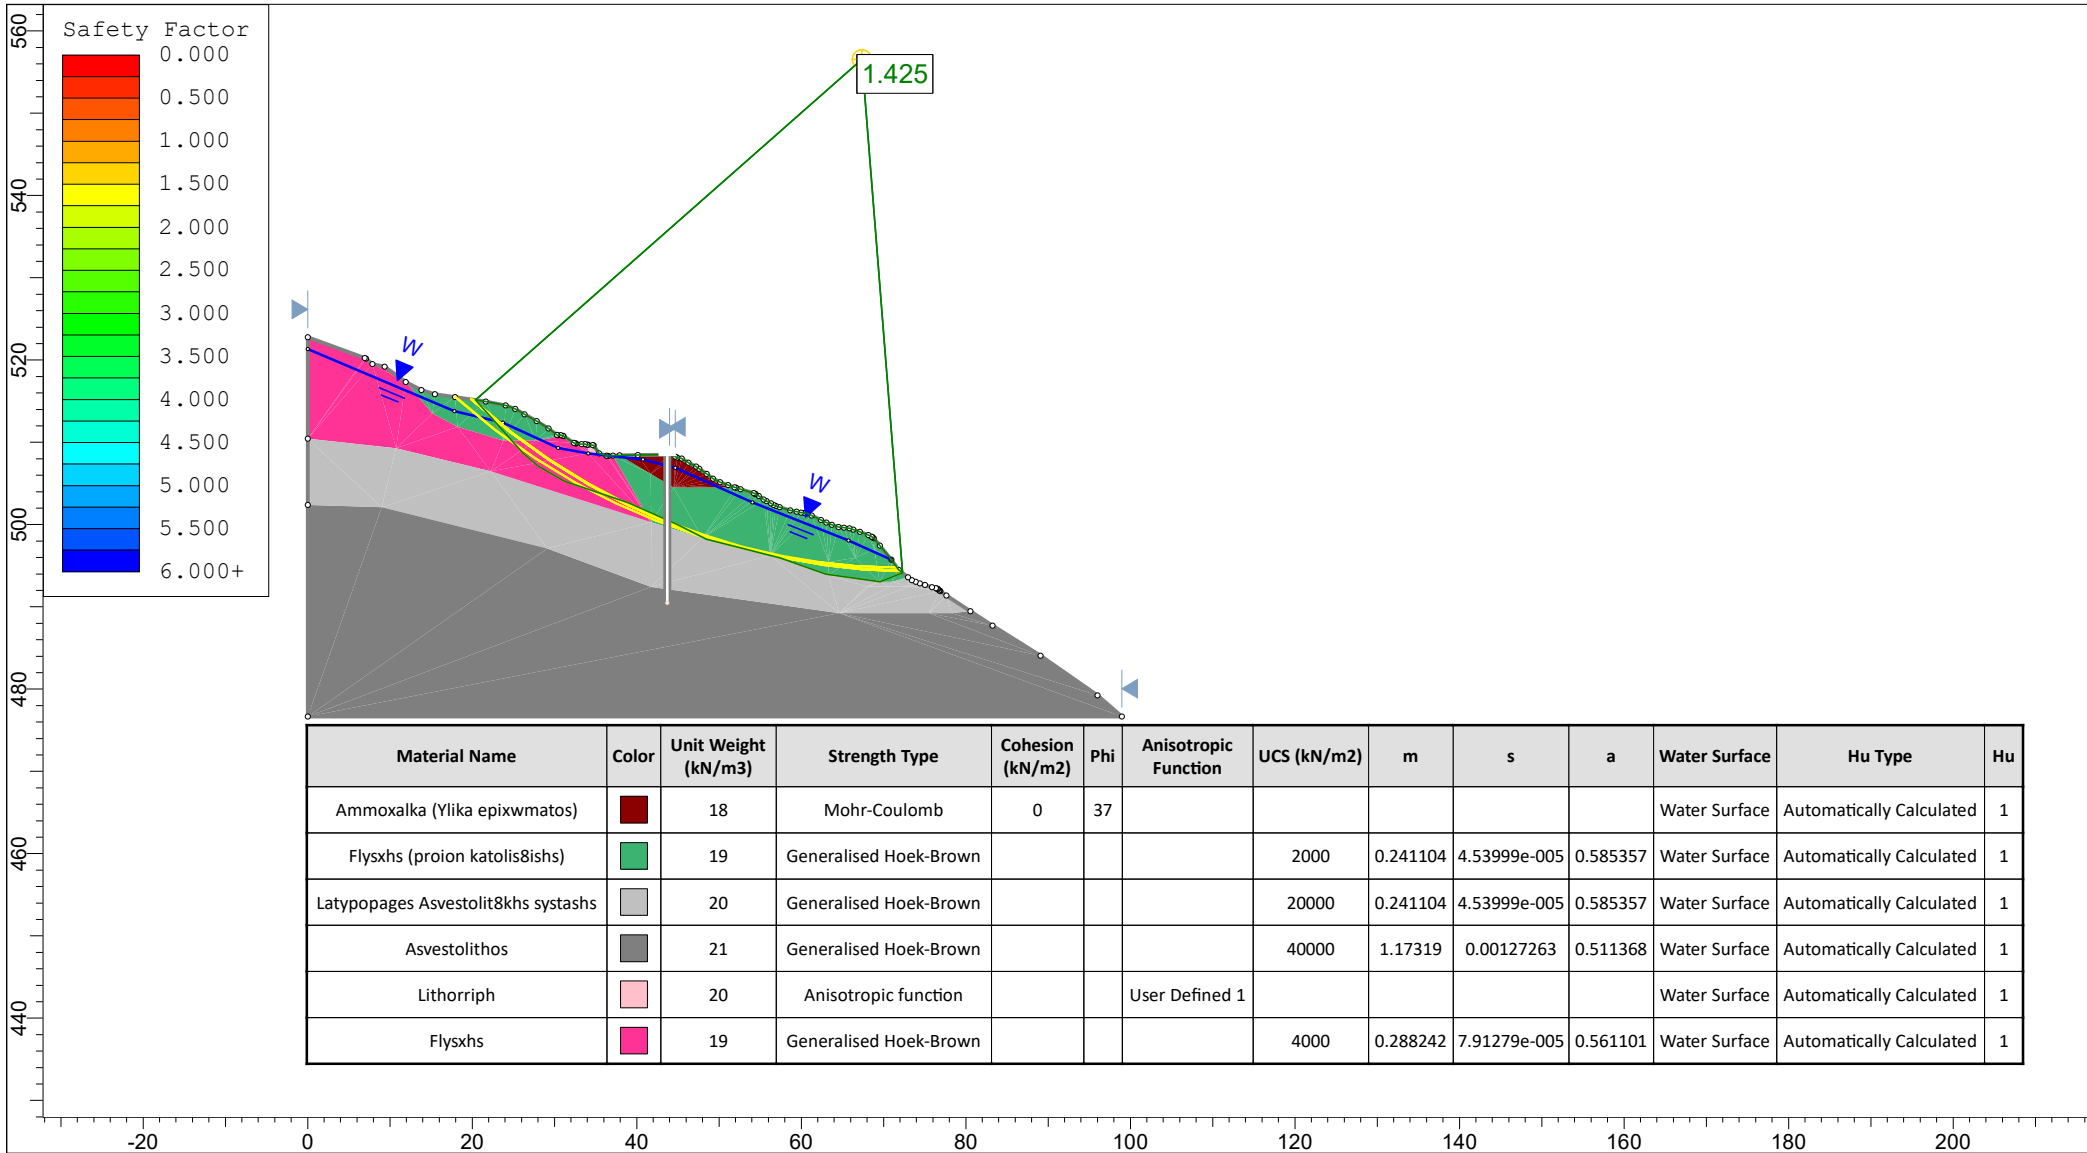 Safety Factor
0.000
0.500
1.000
1.500
2.000
2.500
3.000
3.500
4.000
4.500
5.000
5.500
6.000+
1.425
W
W
560
540
520
500
480
460
440
Material Name Color Unit Weight (kN/m3) Strength Type Cohesion (kN/m2) Phi Anisotropic Function UCS (kN/m2) m s a Water Surface Hu Type Hu
Ammoxalka (Ylika epixwmatos) 18 Mohr-Coulomb 0 37 Water Surface Automatically Calculated 1
Flysxhs (proion katolis8ishs) 19 Generalised Hoek-Brown 2000 0.241104 4.53999e-005 0.585357 Water Surface Automatically Calculated 1
Latypopages Asvestolit8khs systashs 20 Generalised Hoek-Brown 20000 0.241104 4.53999e-005 0.585357 Water Surface Automatically Calculated 1
Asvestolithos 21 Generalised Hoek-Brown 40000 1.17319 0.00127263 0.511368 Water Surface Automatically Calculated 1
Lithorriph 20 Anisotropic function User Defined 1 Water Surface Automatically Calculated 1
Flysxhs 19 Generalised Hoek-Brown 4000 0.288242 7.91279e-005 0.561101 Water Surface Automatically Calculated 1
-20 0 20 40 60 80 100 120 140 160 180 200